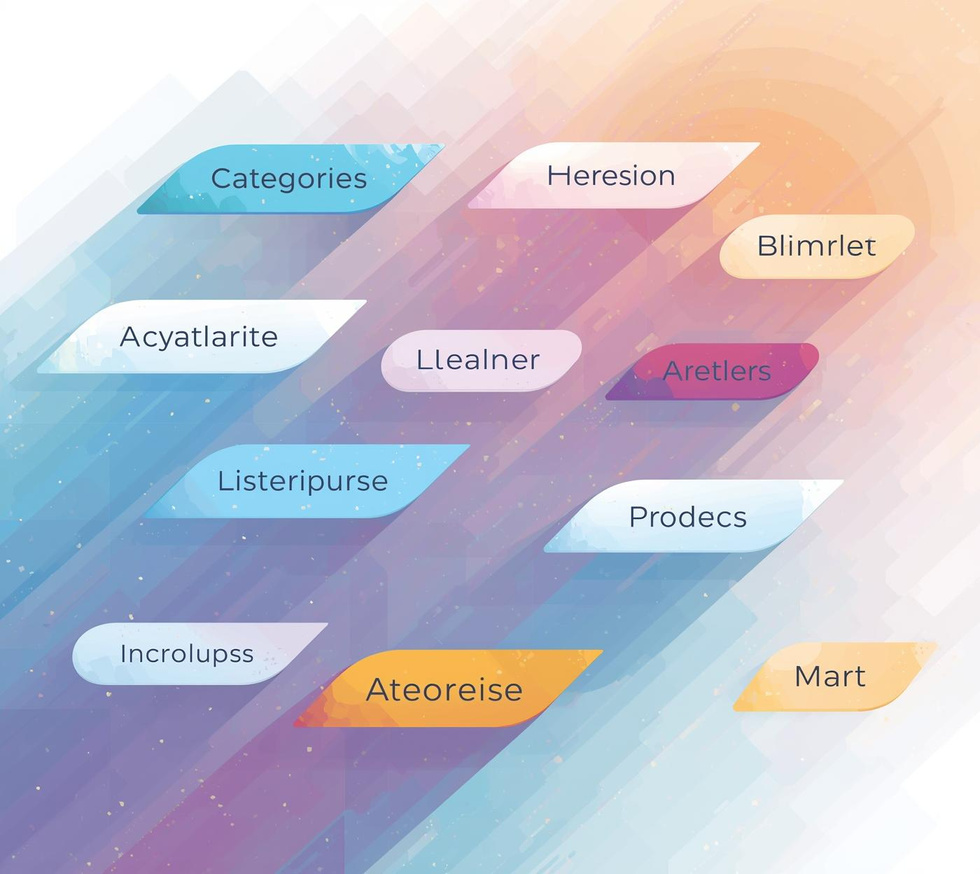 Categories
Heresion
Blimrlet
Acyatlarite
Llealner
Aretlers
Listeripurse
Prodecs
Incrolupss
Ateoreise
Mart